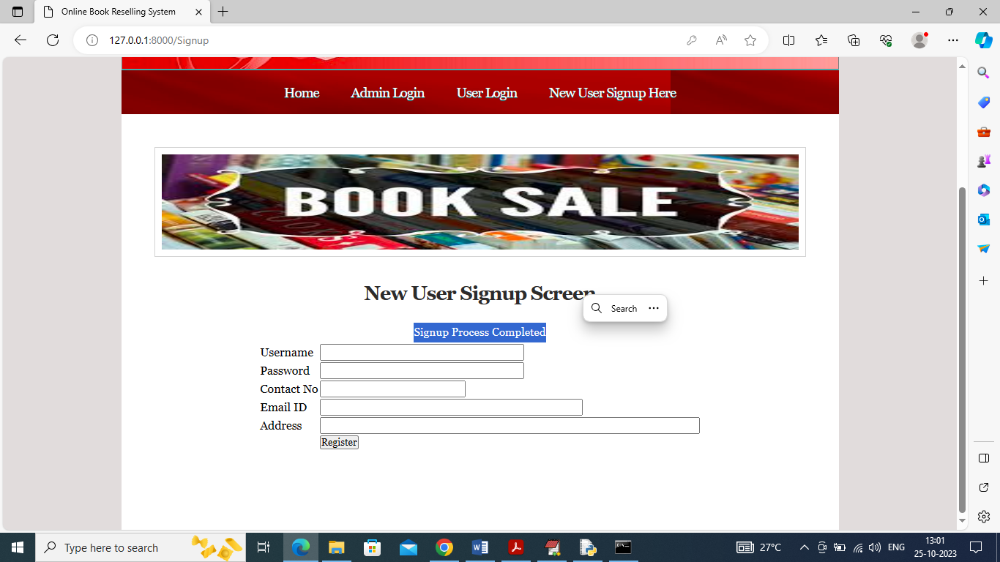 Online Book Reselling System
127.0.0.1:8000/Signup
Home Admin Login User Login New User Signup Here
BOOK SALE
New User Signup Screen
Search
Signup Process Completed
Username
Password
Contact No
Email ID
Address
Register
Type here to search
27°C
ENG
13:01
25-10-2023